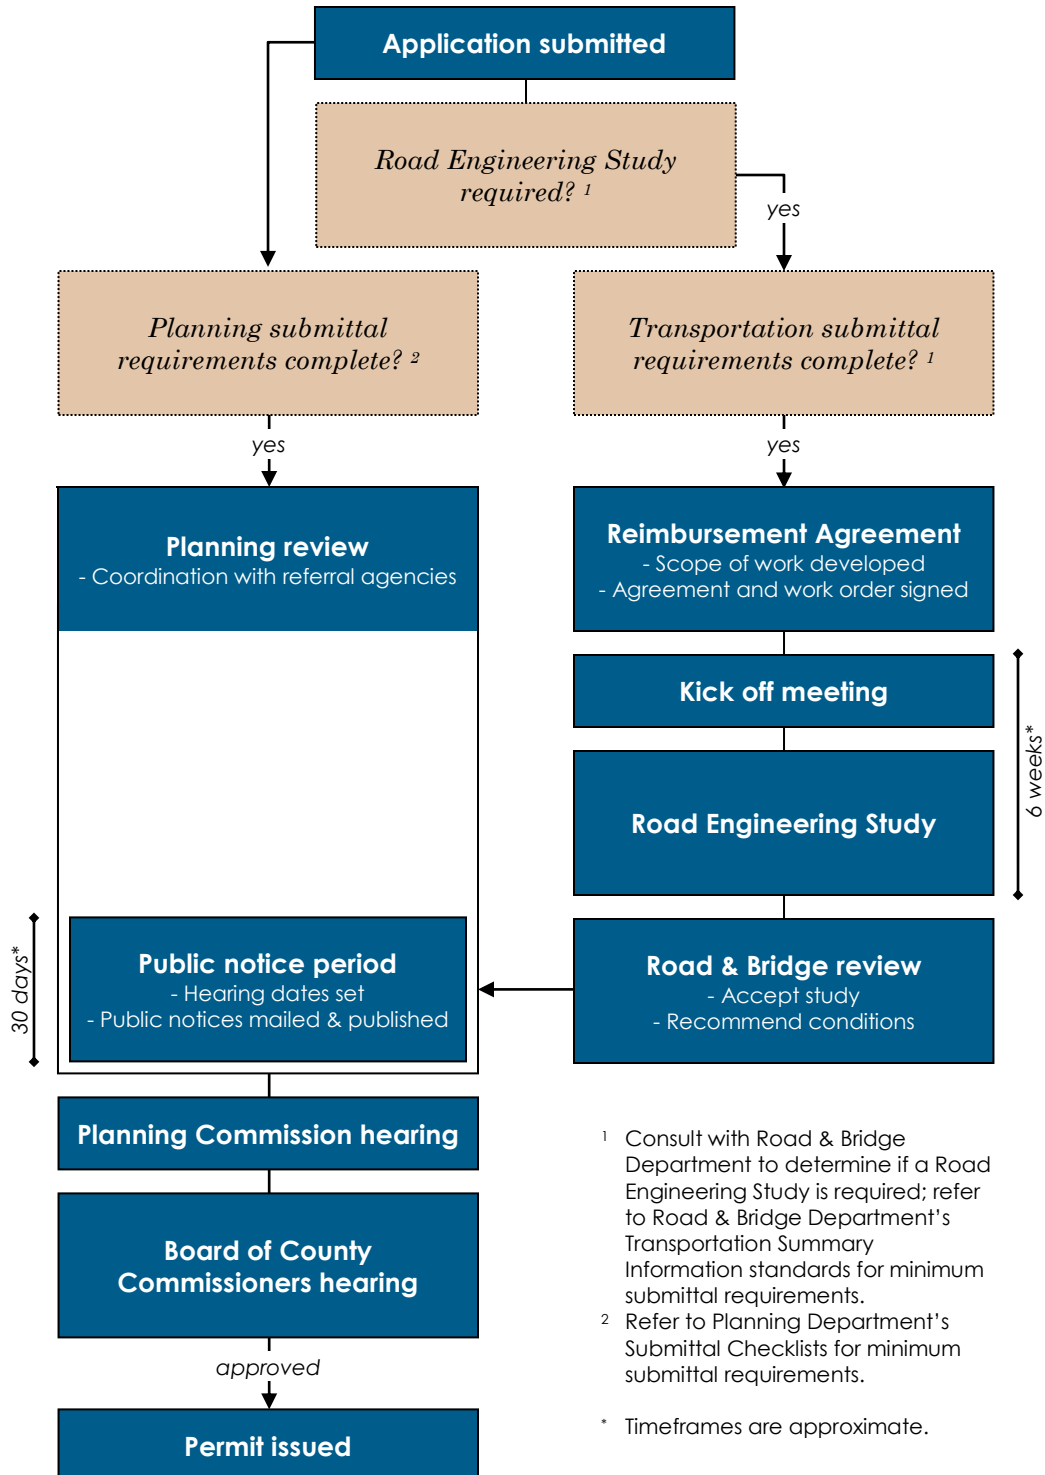 Application submitted
Road Engineering Study
required? 1
yes
Planning submittal
requirements complete? 2
Transportation submittal
requirements complete? 1
yes
yes
Planning review
- Coordination with referral agencies
Reimbursement Agreement
- Scope of work developed
- Agreement and work order signed
Kick off meeting
6 weeks*
Road Engineering Study
30 days*
Public notice period
- Hearing dates set
- Public notices mailed & published
Road & Bridge review
- Accept study
- Recommend conditions
Planning Commission hearing
Board of County
Commissioners hearing
approved
Permit issued
1 Consult with Road & Bridge
Department to determine if a Road
Engineering Study is required; refer
to Road & Bridge Department’s
Transportation Summary
Information standards for minimum
submittal requirements.
2 Refer to Planning Department’s
Submittal Checklists for minimum
submittal requirements.
* Timeframes are approximate.